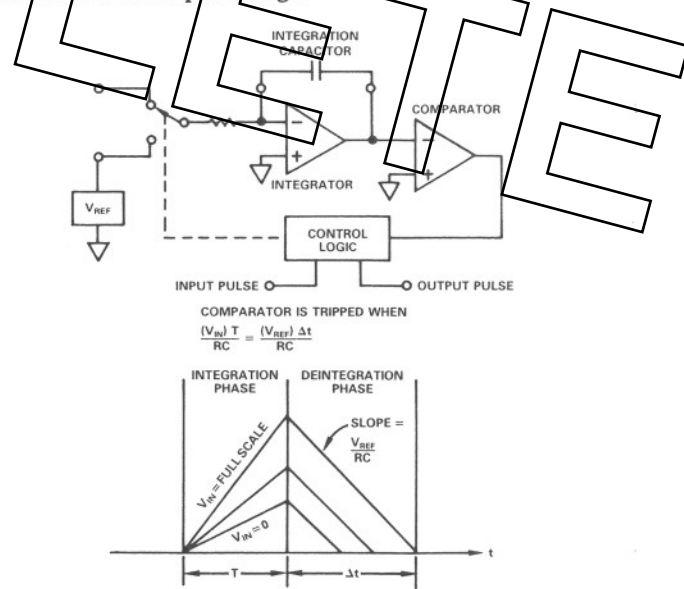 LETE
INTEGRATION
CAPACITOR
COMPARATOR
−
+
INTEGRATOR
−
+
V_REF
CONTROL
LOGIC
INPUT PULSE
OUTPUT PULSE
COMPARATOR IS TRIPPED WHEN
(V_IN) T / RC = (V_REF) Δt / RC
INTEGRATION
PHASE
DEINTEGRATION
PHASE
V_IN = FULL SCALE
SLOPE =
V_REF
RC
V_IN = 0
t
T
Δt